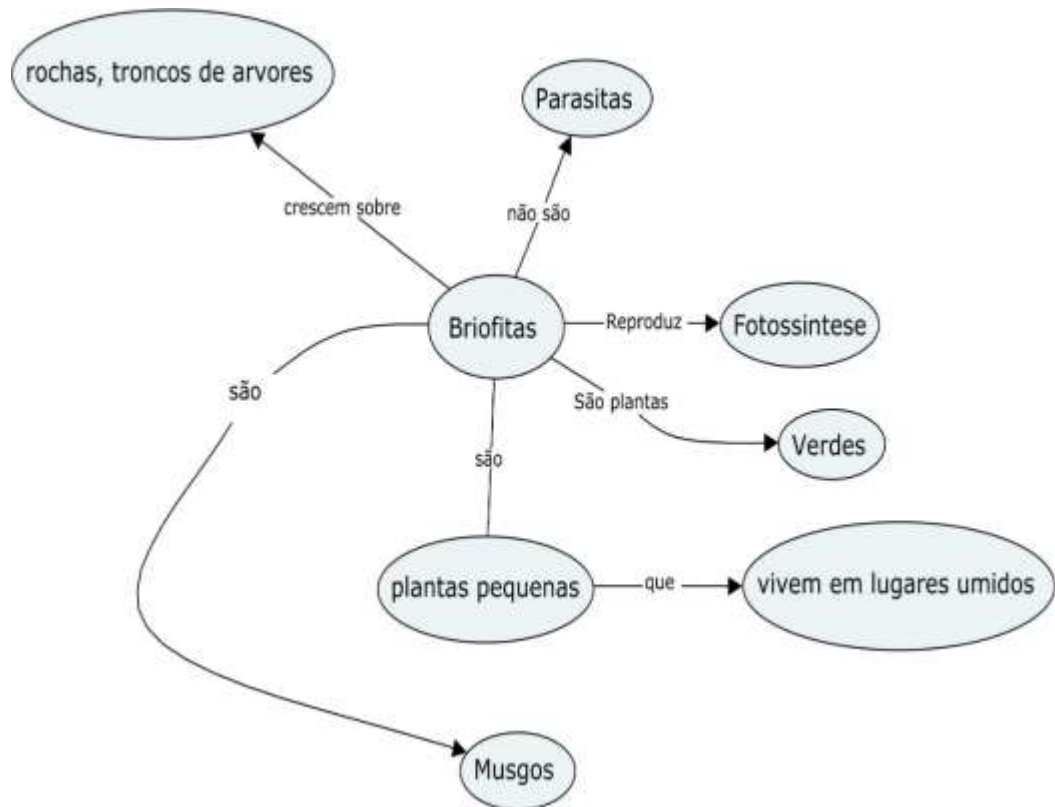 rochas, troncos de arvores
Parasitas
crescem sobre
não são
Briofitas
Reproduz
Fotossintese
são
São plantas
Verdes
são
plantas pequenas
que
vivem em lugares umidos
Musgos